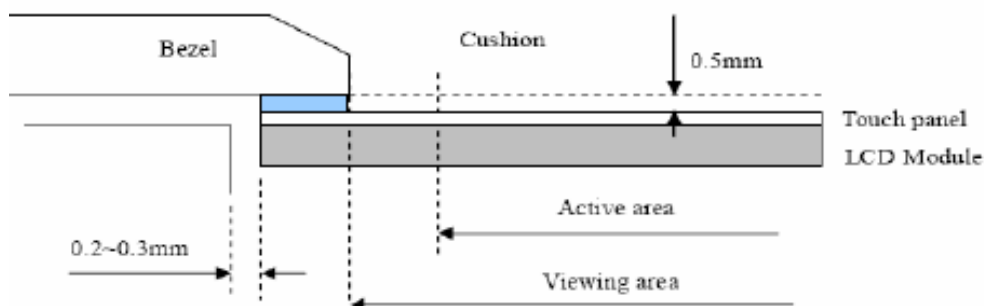 Cushion
Bezel
0.5mm
Touch panel
LCD Module
Active area
0.2~0.3mm
Viewing area